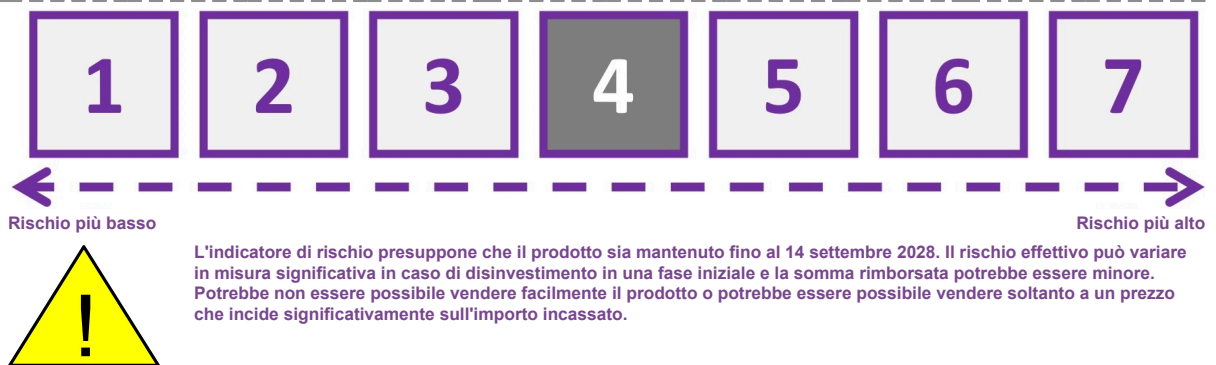 1 2 3 4 5 6 7
Rischio più basso Rischio più alto
L'indicatore di rischio presuppone che il prodotto sia mantenuto fino al 14 settembre 2028. Il rischio effettivo può variare
in misura significativa in caso di disinvestimento in una fase iniziale e la somma rimborsata potrebbe essere minore.
Potrebbe non essere possibile vendere facilmente il prodotto o potrebbe essere possibile vendere soltanto a un prezzo
che incide significativamente sull'importo incassato.
!